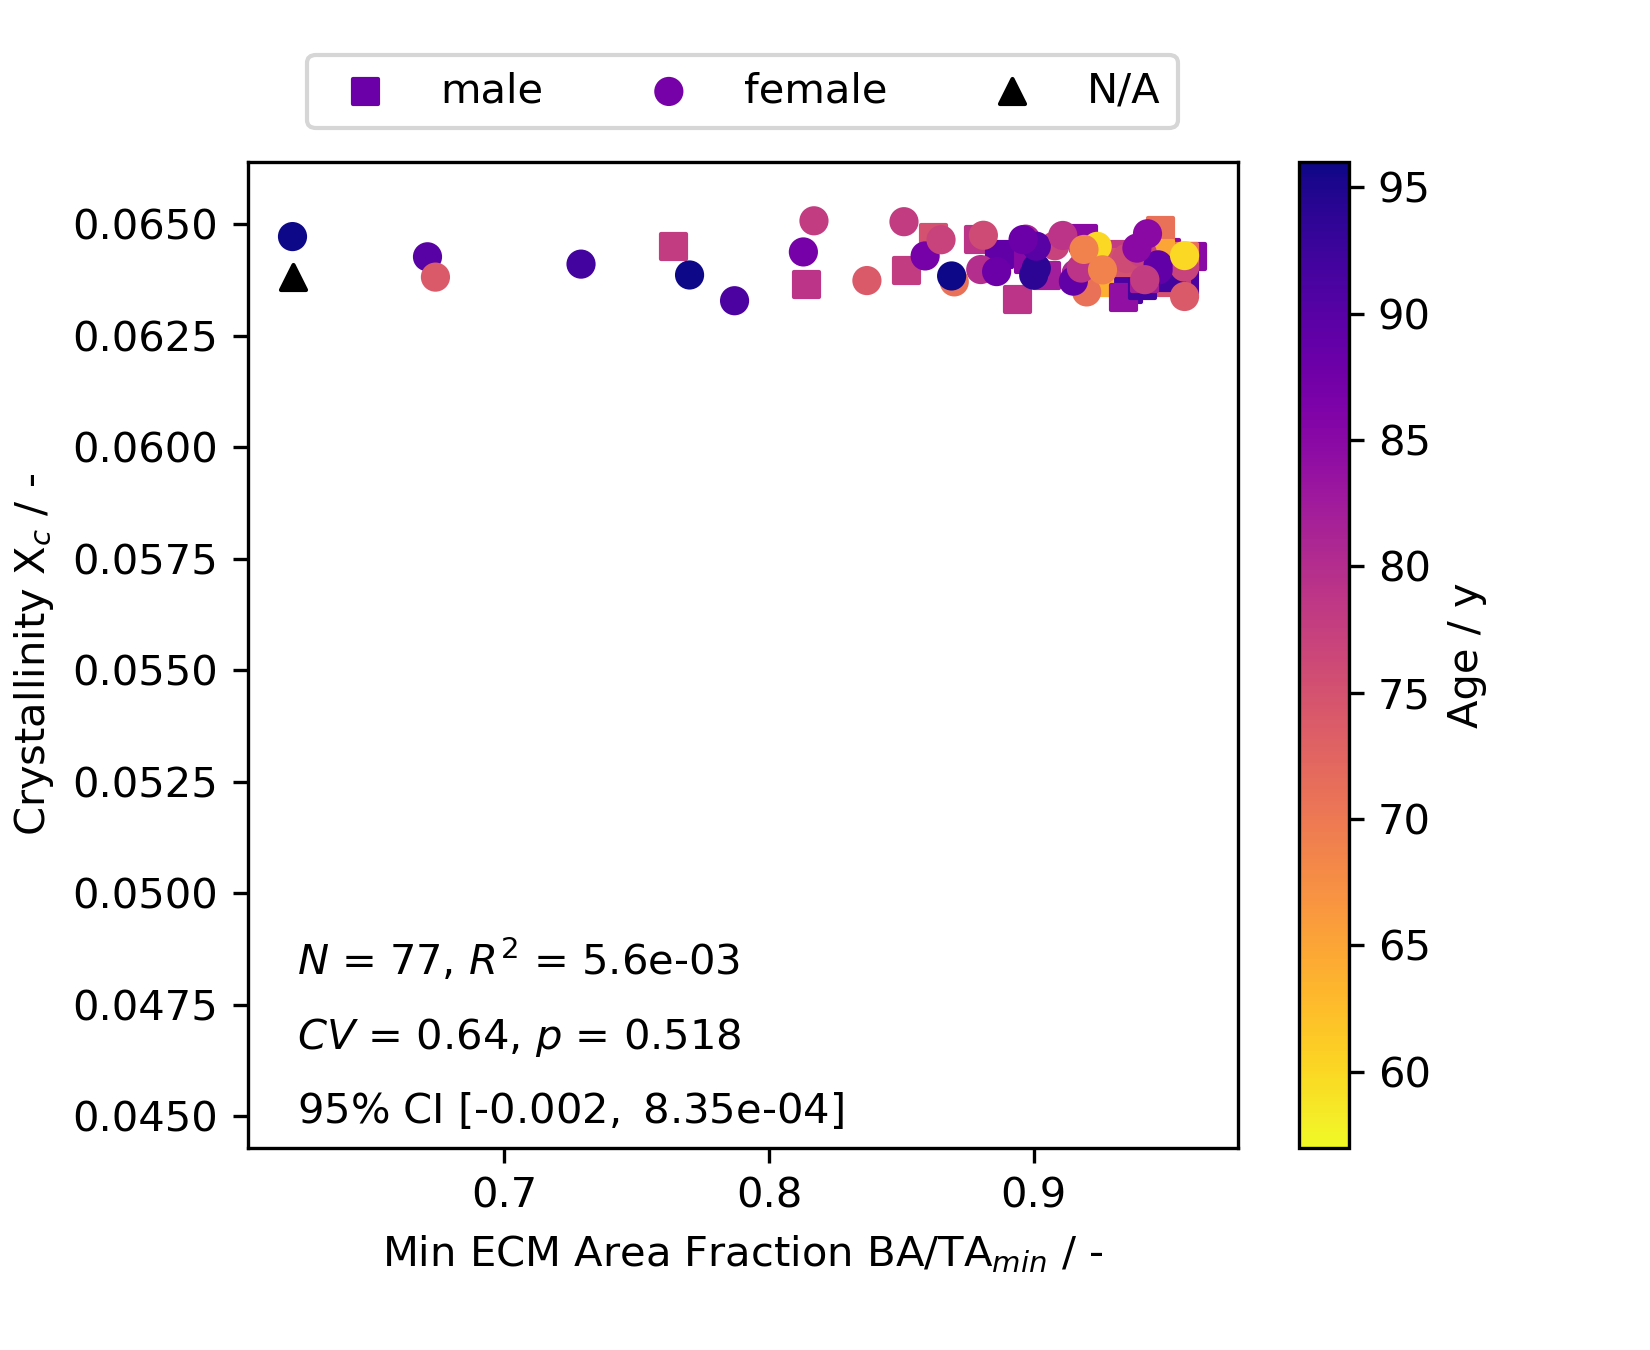 male female N/A
0.0650
0.0625
0.0600
0.0575
0.0550
0.0525
0.0500
0.0475
0.0450
Crystallinity X_c / -
N = 77, R² = 5.6e-03
CV = 0.64, p = 0.518
95% CI [-0.002, 8.35e-04]
0.7 0.8 0.9
Min ECM Area Fraction BA/TA_min / -
95
90
85
80
75
70
65
60
Age / y